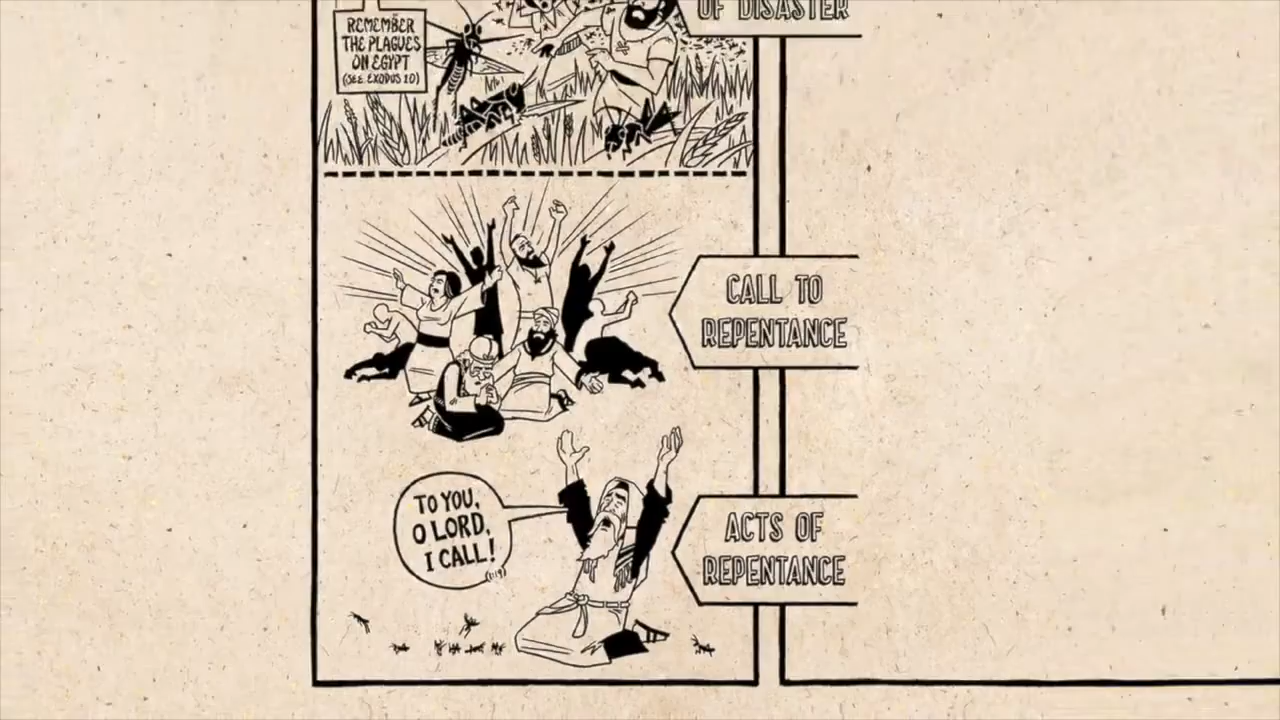 REMEMBER
THE PLAGUES
ON EGYPT
(SEE EXODUS 10)
OF DISASTER
CALL TO
REPENTANCE
TO YOU,
O LORD,
I CALL!
(1:19)
ACTS OF
REPENTANCE